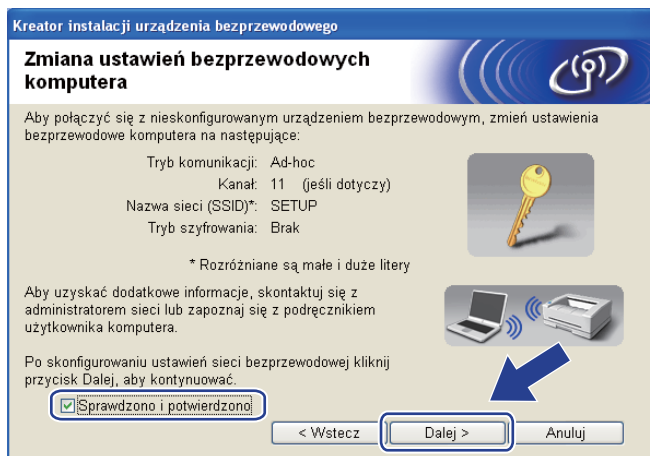 Kreator instalacji urządzenia bezprzewodowego
Zmiana ustawień bezprzewodowych
komputera
Aby połączyć się z nieskonfigurowanym urządzeniem bezprzewodowym, zmień ustawienia
bezprzewodowe komputera na następujące:
Tryb komunikacji: Ad-hoc
Kanał: 11 (jeśli dotyczy)
Nazwa sieci (SSID)*: SETUP
Tryb szyfrowania: Brak
* Rozróżniane są małe i duże litery
Aby uzyskać dodatkowe informacje, skontaktuj się z
administratorem sieci lub zapoznaj się z podręcznikiem
użytkownika komputera.
Po skonfigurowaniu ustawień sieci bezprzewodowej kliknij
przycisk Dalej, aby kontynuować.
Sprawdzono i potwierdzono
< Wstecz Dalej > Anuluj